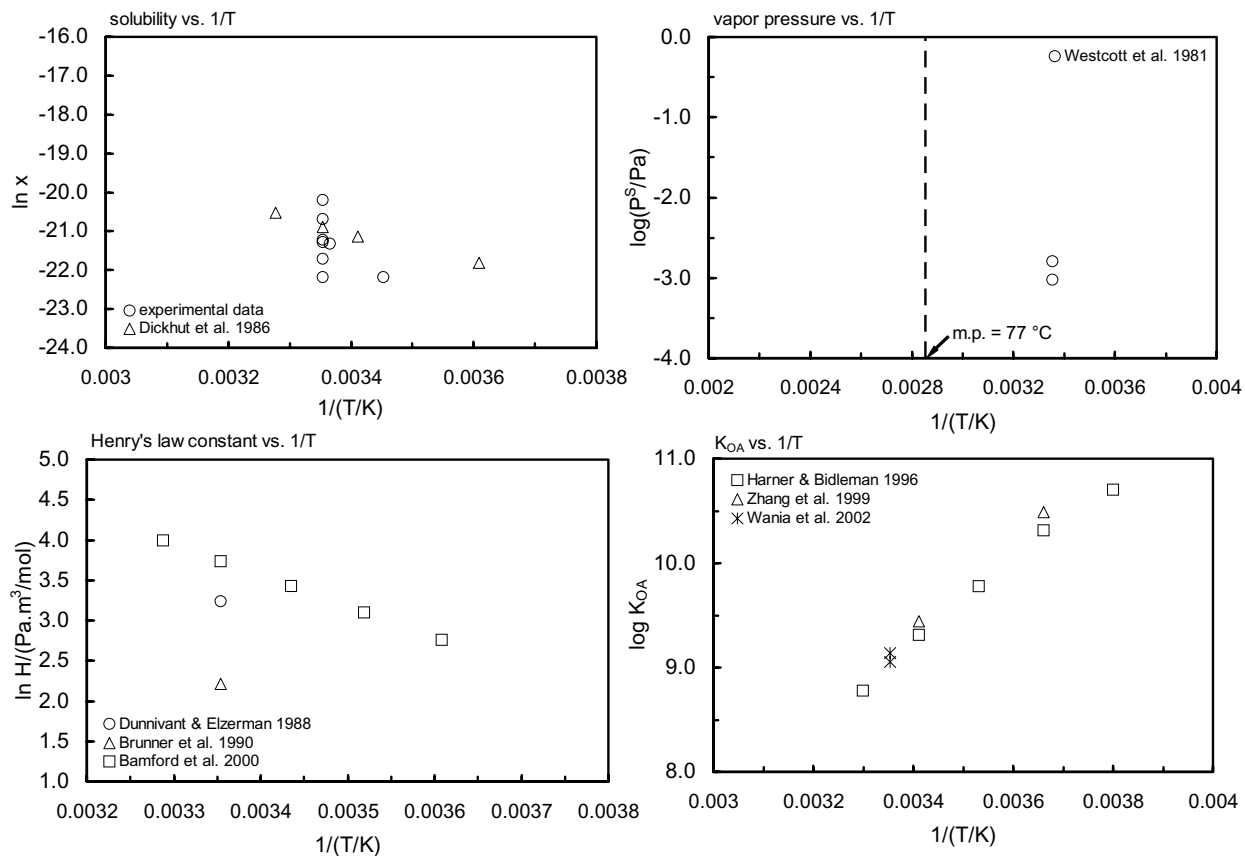 solubility vs. 1/T
-16.0
-17.0
-18.0
-19.0
-20.0
-21.0
-22.0
-23.0
-24.0
ln x
experimental data
Dickhut et al. 1986
0.003
0.0032
0.0034
0.0036
0.0038
1/(T/K)
vapor pressure vs. 1/T
0.0
-1.0
-2.0
-3.0
-4.0
log(P^S/Pa)
Westcott et al. 1981
m.p. = 77 °C
0.002
0.0024
0.0028
0.0032
0.0036
0.004
1/(T/K)
Henry's law constant vs. 1/T
5.0
4.5
4.0
3.5
3.0
2.5
2.0
1.5
1.0
ln H/(Pa.m³/mol)
Dunnivant & Elzerman 1988
Brunner et al. 1990
Bamford et al. 2000
0.0032
0.0033
0.0034
0.0035
0.0036
0.0037
0.0038
1/(T/K)
K_OA vs. 1/T
11.0
10.0
9.0
8.0
log K_OA
Harner & Bidleman 1996
Zhang et al. 1999
Wania et al. 2002
0.003
0.0032
0.0034
0.0036
0.0038
0.004
1/(T/K)